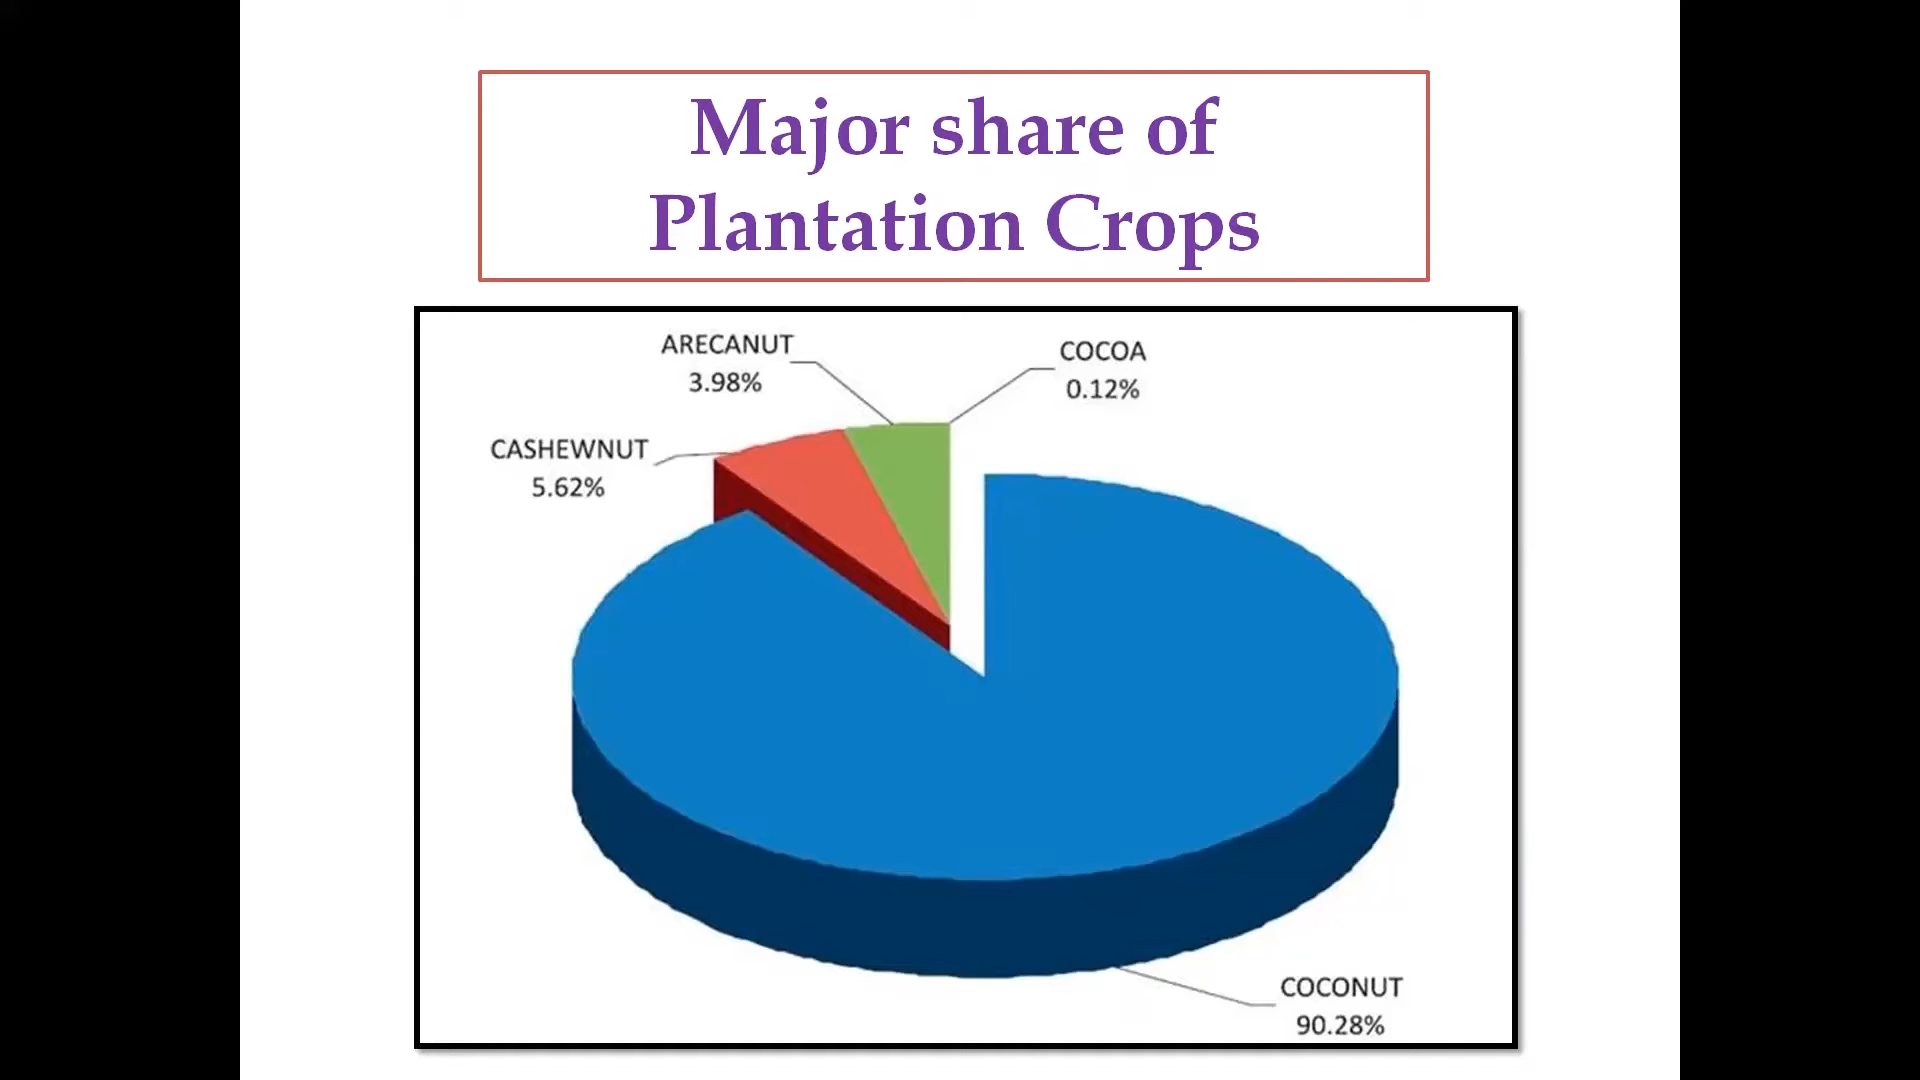 Major share of
Plantation Crops
ARECANUT
3.98%
COCOA
0.12%
CASHEWNUT
5.62%
COCONUT
90.28%